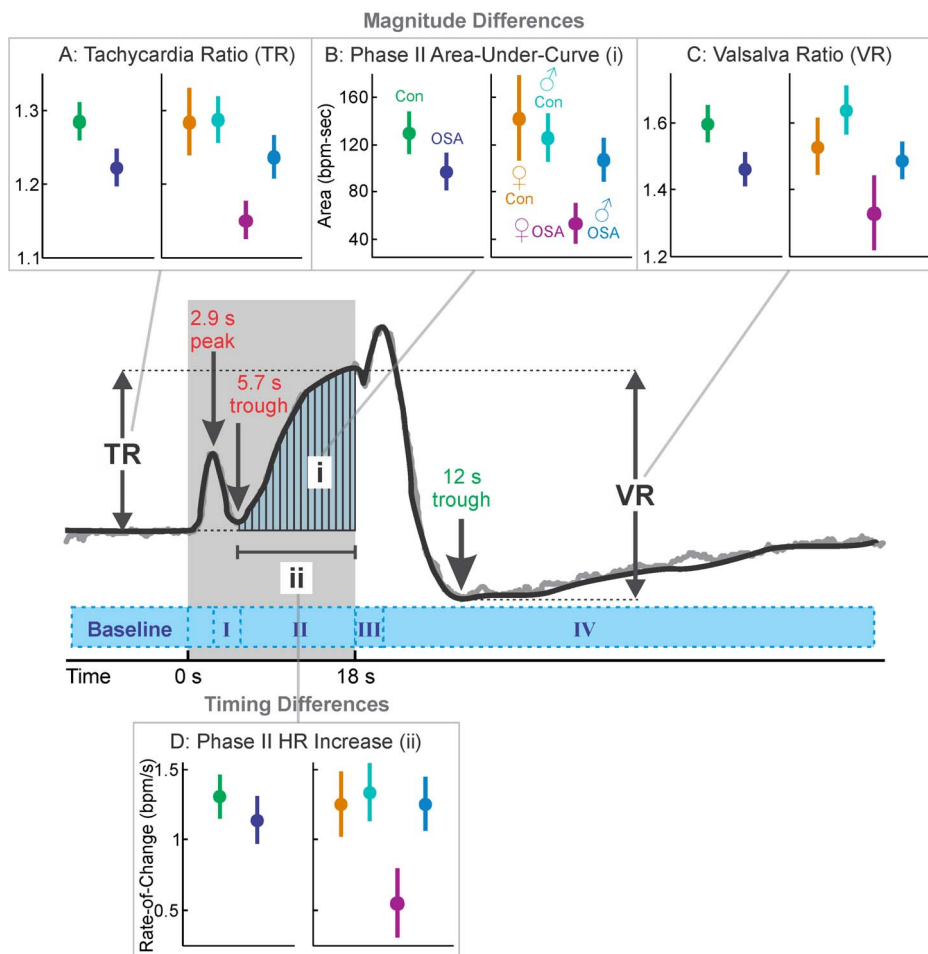 Magnitude Differences
A: Tachycardia Ratio (TR)
1.3
1.2
1.1
B: Phase II Area-Under-Curve (i)
Area (bpm-sec)
160
120
80
40
Con
OSA
♂
Con
♀
Con
♀OSA
♂
OSA
C: Valsalva Ratio (VR)
1.6
1.4
1.2
2.9 s
peak
5.7 s
trough
TR
i
ii
12 s
trough
VR
Baseline
I
II
III
IV
Time
0 s
18 s
Timing Differences
D: Phase II HR Increase (ii)
Rate-of-Change (bpm/s)
1.5
1
0.5